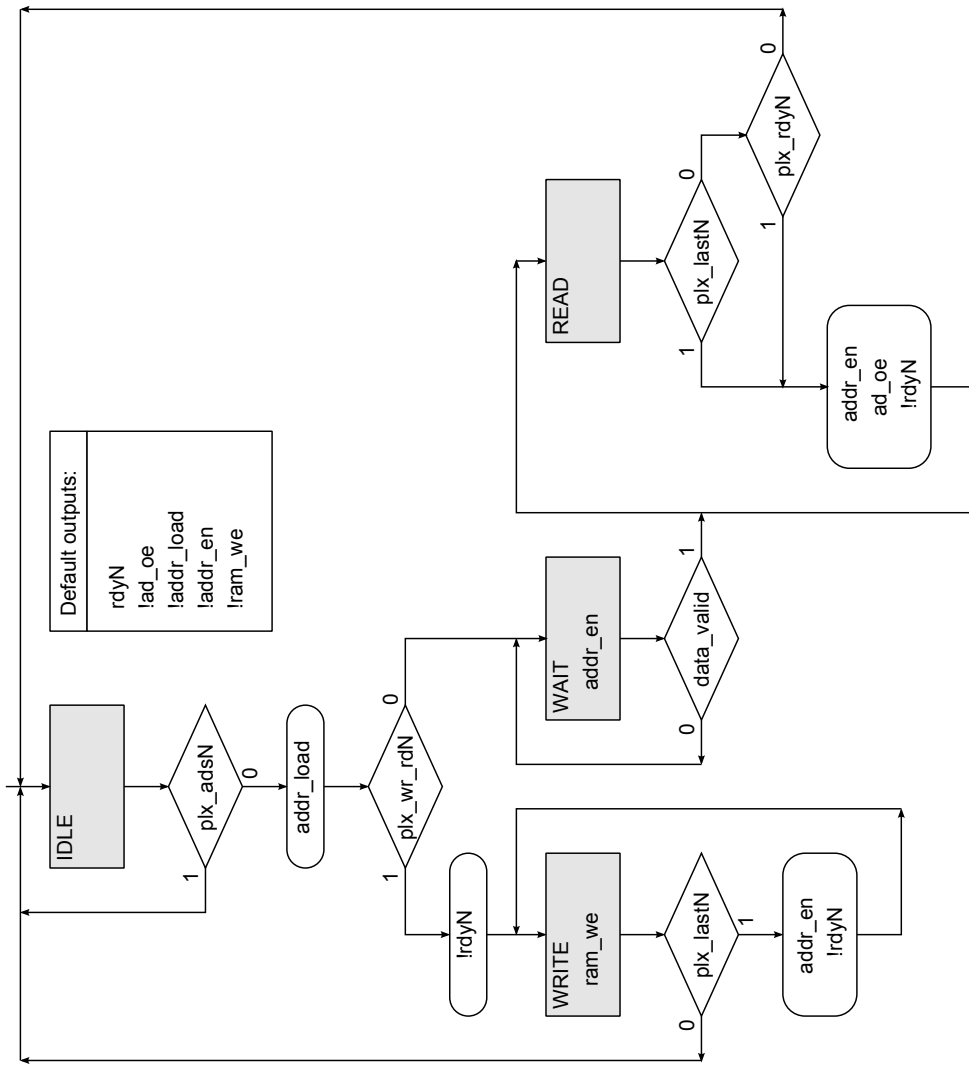 Default outputs:
rdyN
!ad_oe
!addr_load
!addr_en
!ram_we
IDLE
plx_adsN
1
0
addr_load
plx_wr_rdN
1
0
!rdyN
WRITE
ram_we
plx_lastN
0
1
addr_en
!rdyN
WAIT
addr_en
data_valid
0
1
READ
plx_lastN
1
0
plx_rdyN
1
0
addr_en
ad_oe
!rdyN